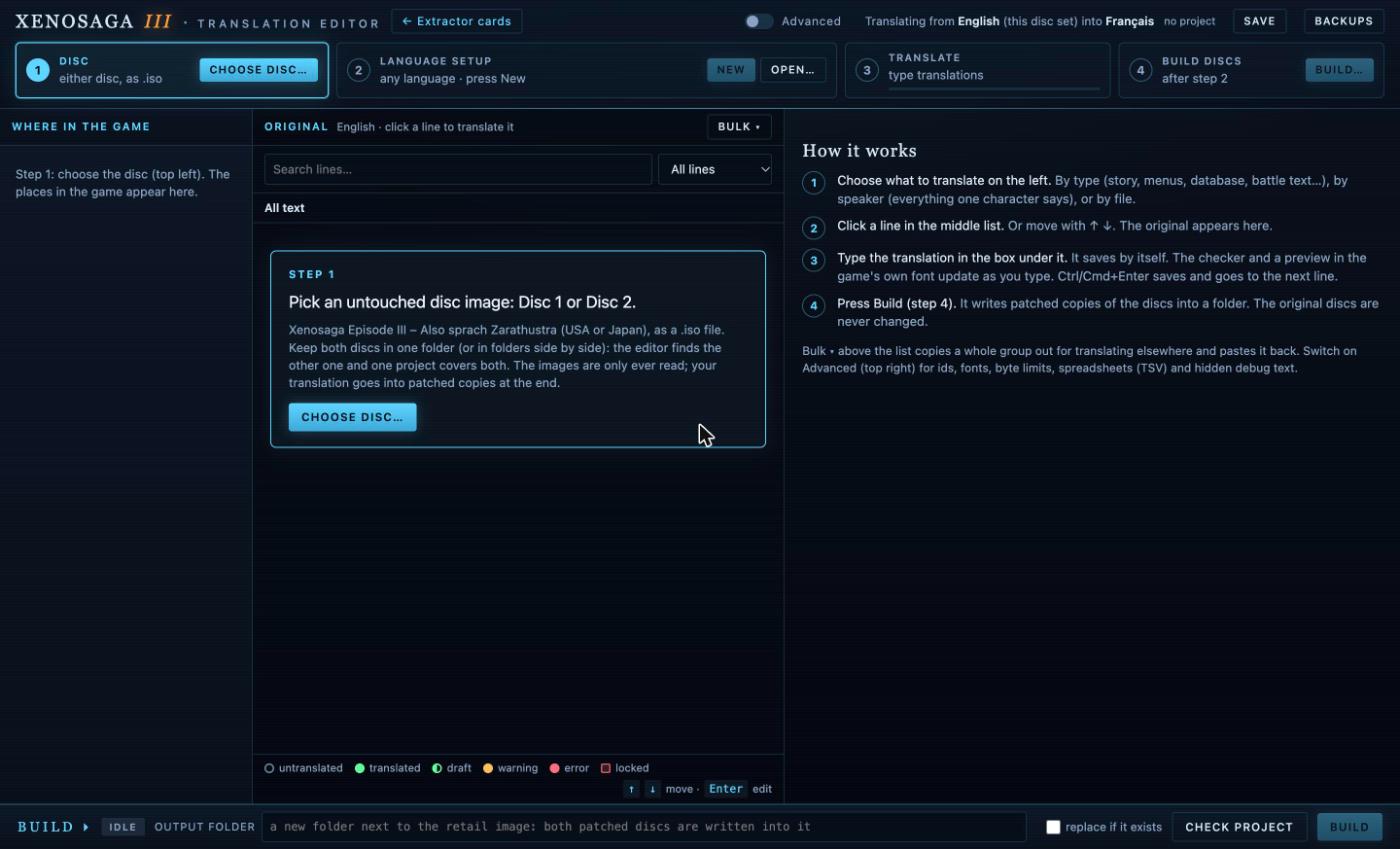 XENOSAGA III · TRANSLATION EDITOR ← Extractor cards Advanced Translating from English (this disc set) into Français no project SAVE BACKUPS
1 DISC
either disc, as .iso
CHOOSE DISC…
2 LANGUAGE SETUP
any language · press New
NEW OPEN…
3 TRANSLATE
type translations
4 BUILD DISCS
after step 2
BUILD…
WHERE IN THE GAME
Step 1: choose the disc (top left). The
places in the game appear here.
ORIGINAL English · click a line to translate it BULK ▾
Search lines… All lines
All text
STEP 1
Pick an untouched disc image: Disc 1 or Disc 2.
Xenosaga Episode III – Also sprach Zarathustra (USA or Japan), as a .iso file.
Keep both discs in one folder (or in folders side by side): the editor finds the
other one and one project covers both. The images are only ever read; your
translation goes into patched copies at the end.
CHOOSE DISC…
untranslated translated draft warning error locked
↑ ↓ move · Enter edit
How it works
1 Choose what to translate on the left. By type (story, menus, database, battle text…), by
speaker (everything one character says), or by file.
2 Click a line in the middle list. Or move with ↑ ↓. The original appears here.
3 Type the translation in the box under it. It saves by itself. The checker and a preview in the
game's own font update as you type. Ctrl/Cmd+Enter saves and goes to the next line.
4 Press Build (step 4). It writes patched copies of the discs into a folder. The original discs are
never changed.
Bulk ▾ above the list copies a whole group out for translating elsewhere and pastes it back. Switch on
Advanced (top right) for ids, fonts, byte limits, spreadsheets (TSV) and hidden debug text.
BUILD ▸ IDLE OUTPUT FOLDER a new folder next to the retail image: both patched discs are written into it replace if it exists CHECK PROJECT BUILD